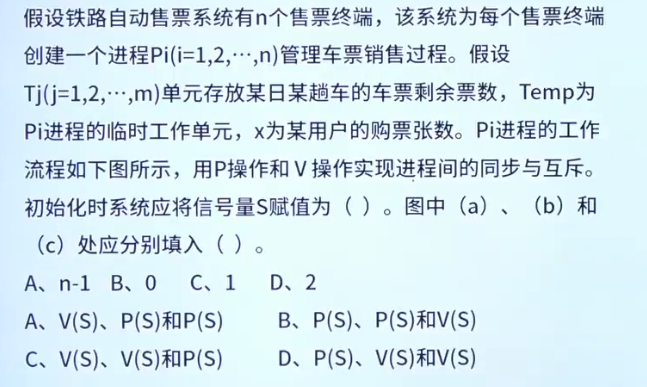 假设铁路自动售票系统有n个售票终端，该系统为每个售票终端
创建一个进程Pi(i=1,2,⋯,n)管理车票销售过程。假设
Tj(j=1,2,⋯,m)单元存放某日某趟车的车票剩余票数，Temp为
Pi进程的临时工作单元，x为某用户的购票张数。Pi进程的工作
流程如下图所示，用P操作和V操作实现进程间的同步与互斥。
初始化时系统应将信号量S赋值为（ ）。图中（a）、（b）和
（c）处应分别填入（ ）。
A、n-1 B、0 C、1 D、2
A、V(S)、P(S)和P(S) B、P(S)、P(S)和V(S)
C、V(S)、V(S)和P(S) D、P(S)、V(S)和V(S)